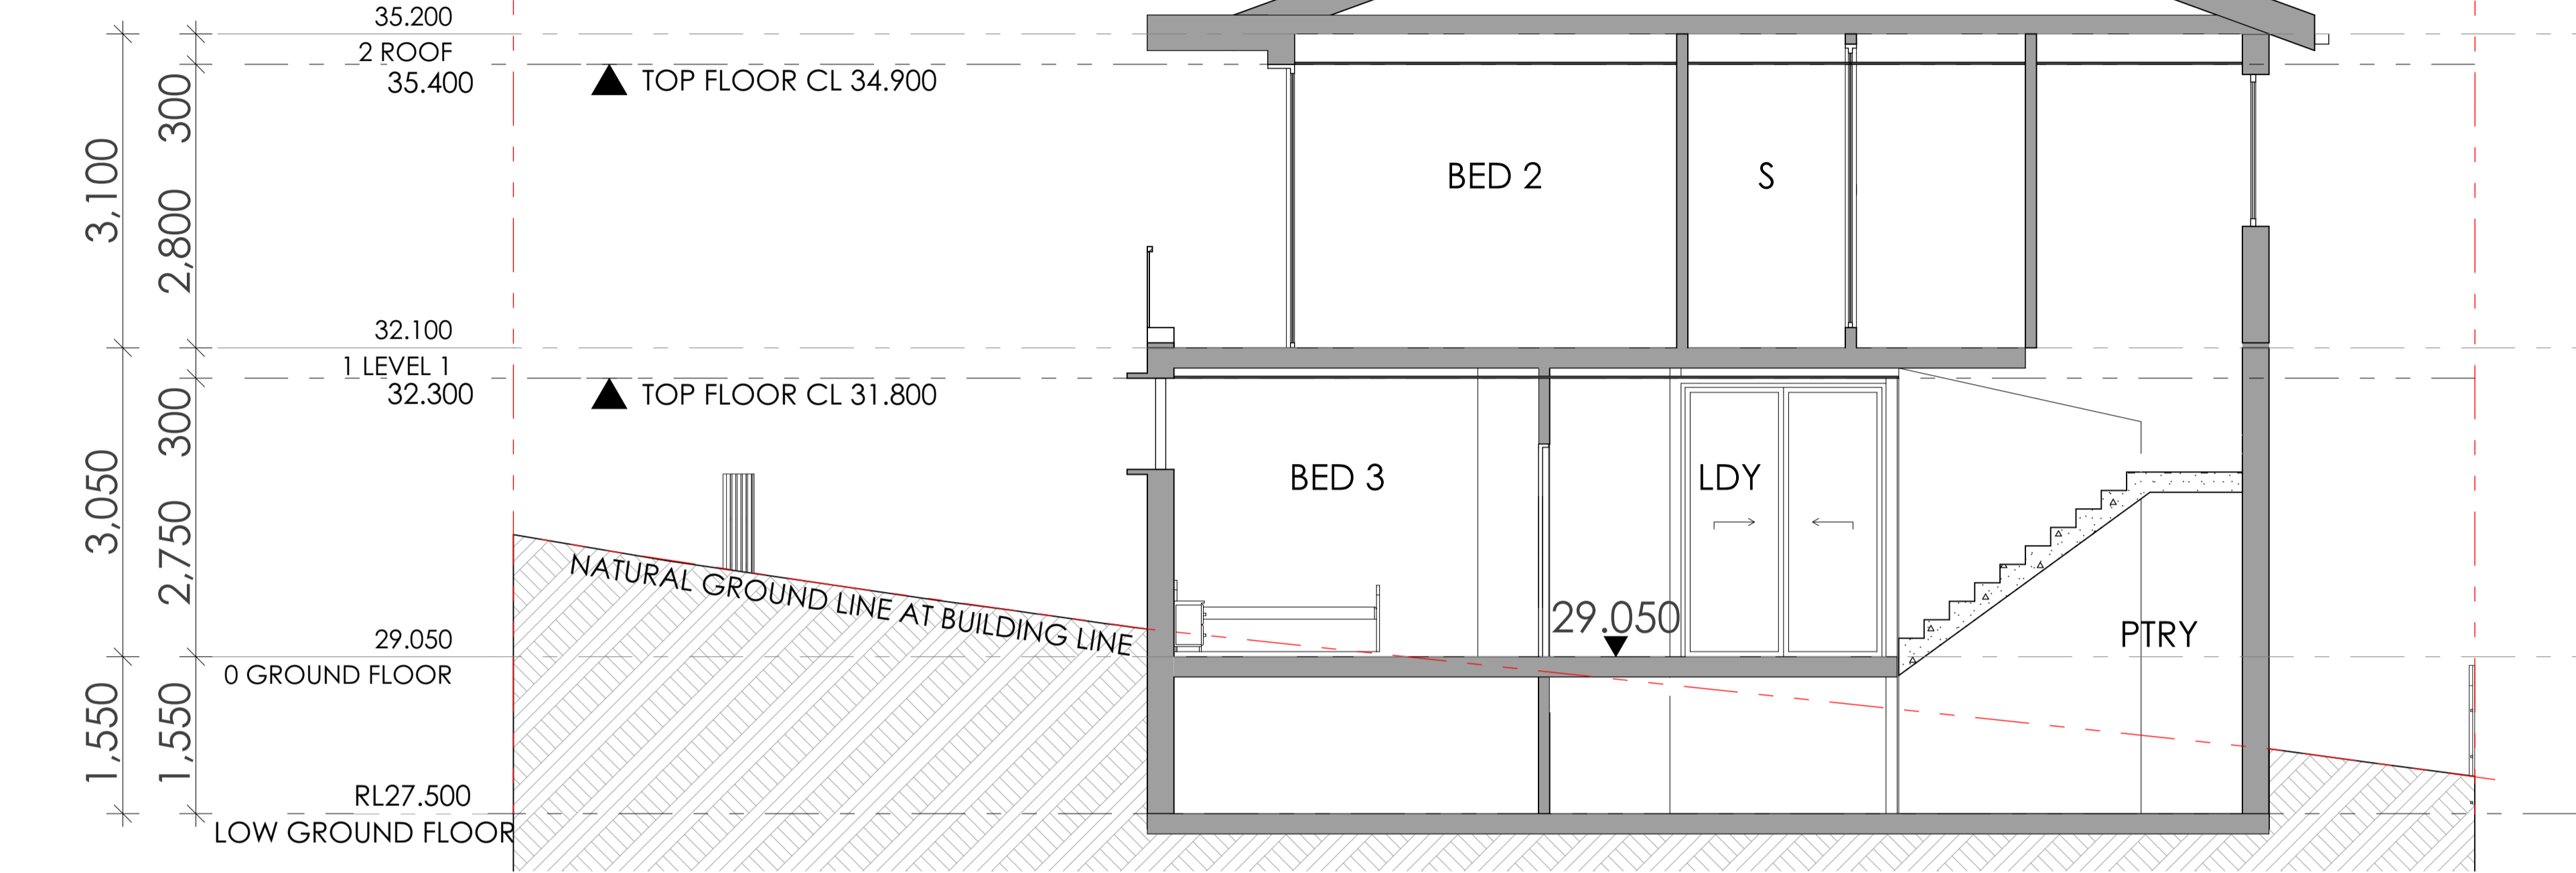 35.200
2 ROOF
35.400
TOP FLOOR CL 34.900
300
3,100
2,800
BED 2
S
32.100
1 LEVEL 1
32.300
TOP FLOOR CL 31.800
300
3,050
2,750
BED 3
LDY
NATURAL GROUND LINE AT BUILDING LINE
29.050
PTRY
29.050
0 GROUND FLOOR
1,550
1,550
RL27.500
LOW GROUND FLOOR